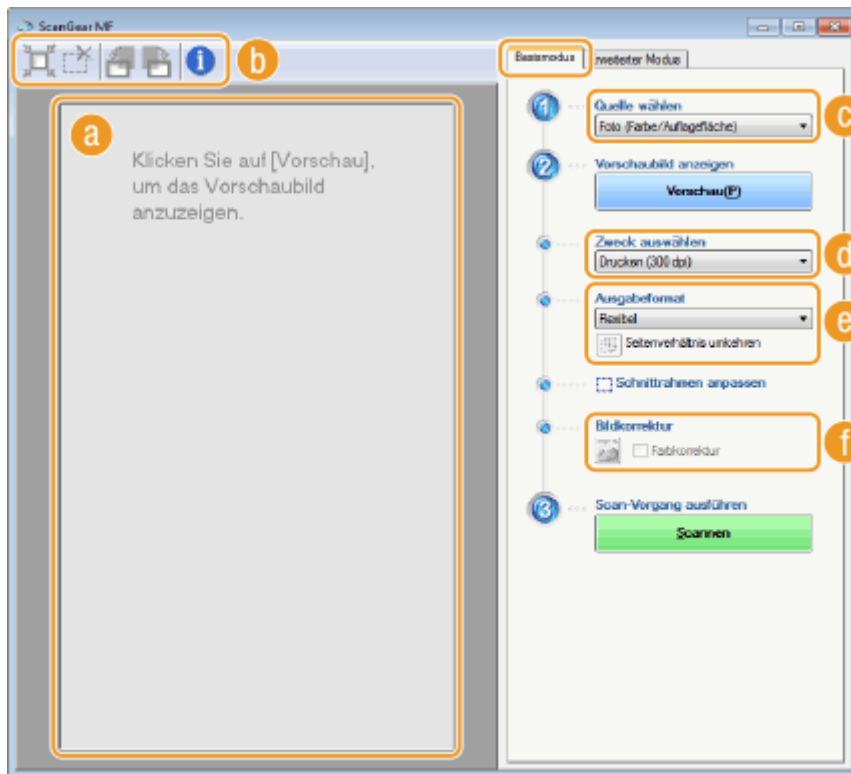 ScanGear MF
b
Basismodus
Erweiterter Modus
a
Klicken Sie auf [Vorschau],
um das Vorschaubild
anzuzeigen.
1
Quelle wählen
c
Foto (Farbe/Auflagefläche)
2
Vorschaubild anzeigen
Vorschau(P)
Zweck auswählen
d
Drucken (300 dpi)
Ausgabeformat
e
Flexibel
Seitenverhältnis umkehren
Schnittrahmen anpassen
Bildkorrektur
f
Farbkorrektur
3
Scan-Vorgang ausführen
Scannen